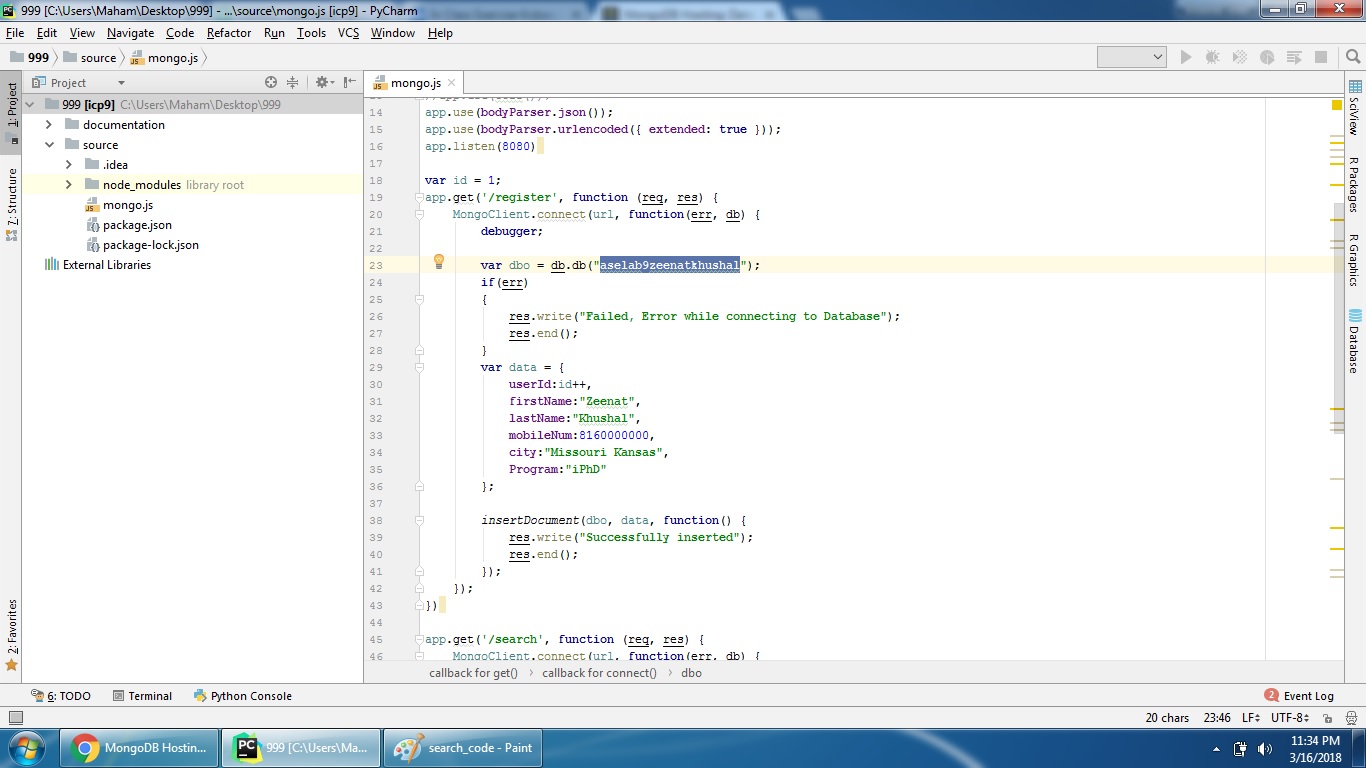 999 [C:\Users\Maham\Desktop\999] - ...\source\mongo.js [icp9] - PyCharm
File Edit View Navigate Code Refactor Run Tools VCS Window Help
999 source mongo.js
Project
mongo.js
1: Project
7: Structure
2: Favorites
999 [icp9] C:\Users\Maham\Desktop\999
documentation
source
.idea
node_modules library root
mongo.js
package.json
package-lock.json
External Libraries
14 app.use(bodyParser.json());
15 app.use(bodyParser.urlencoded({ extended: true }));
16 app.listen(8080)
17
18 var id = 1;
19 app.get('/register', function (req, res) {
20 MongoClient.connect(url, function(err, db) {
21 debugger;
22
23 var dbo = db.db("aselab9zeenatkhushal");
24 if(err)
25 {
26 res.write("Failed, Error while connecting to Database");
27 res.end();
28 }
29 var data = {
30 userId:id++,
31 firstName:"Zeenat",
32 lastName:"Khushal",
33 mobileNum:8160000000,
34 city:"Missouri Kansas",
35 Program:"iPhD"
36 };
37
38 insertDocument(dbo, data, function() {
39 res.write("Successfully inserted");
40 res.end();
41 });
42 });
43 })
44
45 app.get('/search', function (req, res) {
46 MongoClient.connect(url, function(err, db) {
callback for get() callback for connect() dbo
SciView
R Packages
R Graphics
Database
6: TODO Terminal Python Console
2 Event Log
20 chars 23:46 LF÷ UTF-8÷
MongoDB Hostin... 999 [C:\Users\Ma... search_code - Paint
11:34 PM
3/16/2018